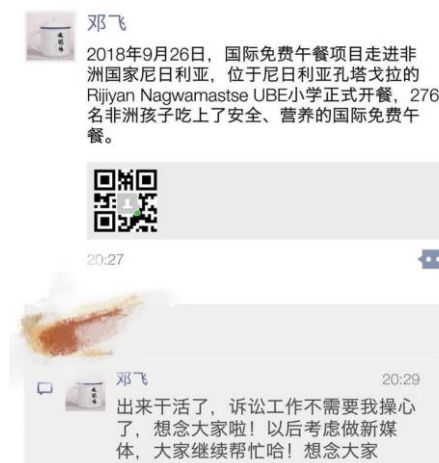 邓飞
2018年9月26日，国际免费午餐项目走进非
洲国家尼日利亚，位于尼日利亚孔塔戈拉的
Rijiyan Nagwamastse UBE小学正式开餐，276
名非洲孩子吃上了安全、营养的国际免费午
餐。
20:27
邓飞
20:29
出来干活了，诉讼工作不需要我操心
了，想念大家啦！以后考虑做新媒
体，大家继续帮忙哈！想念大家